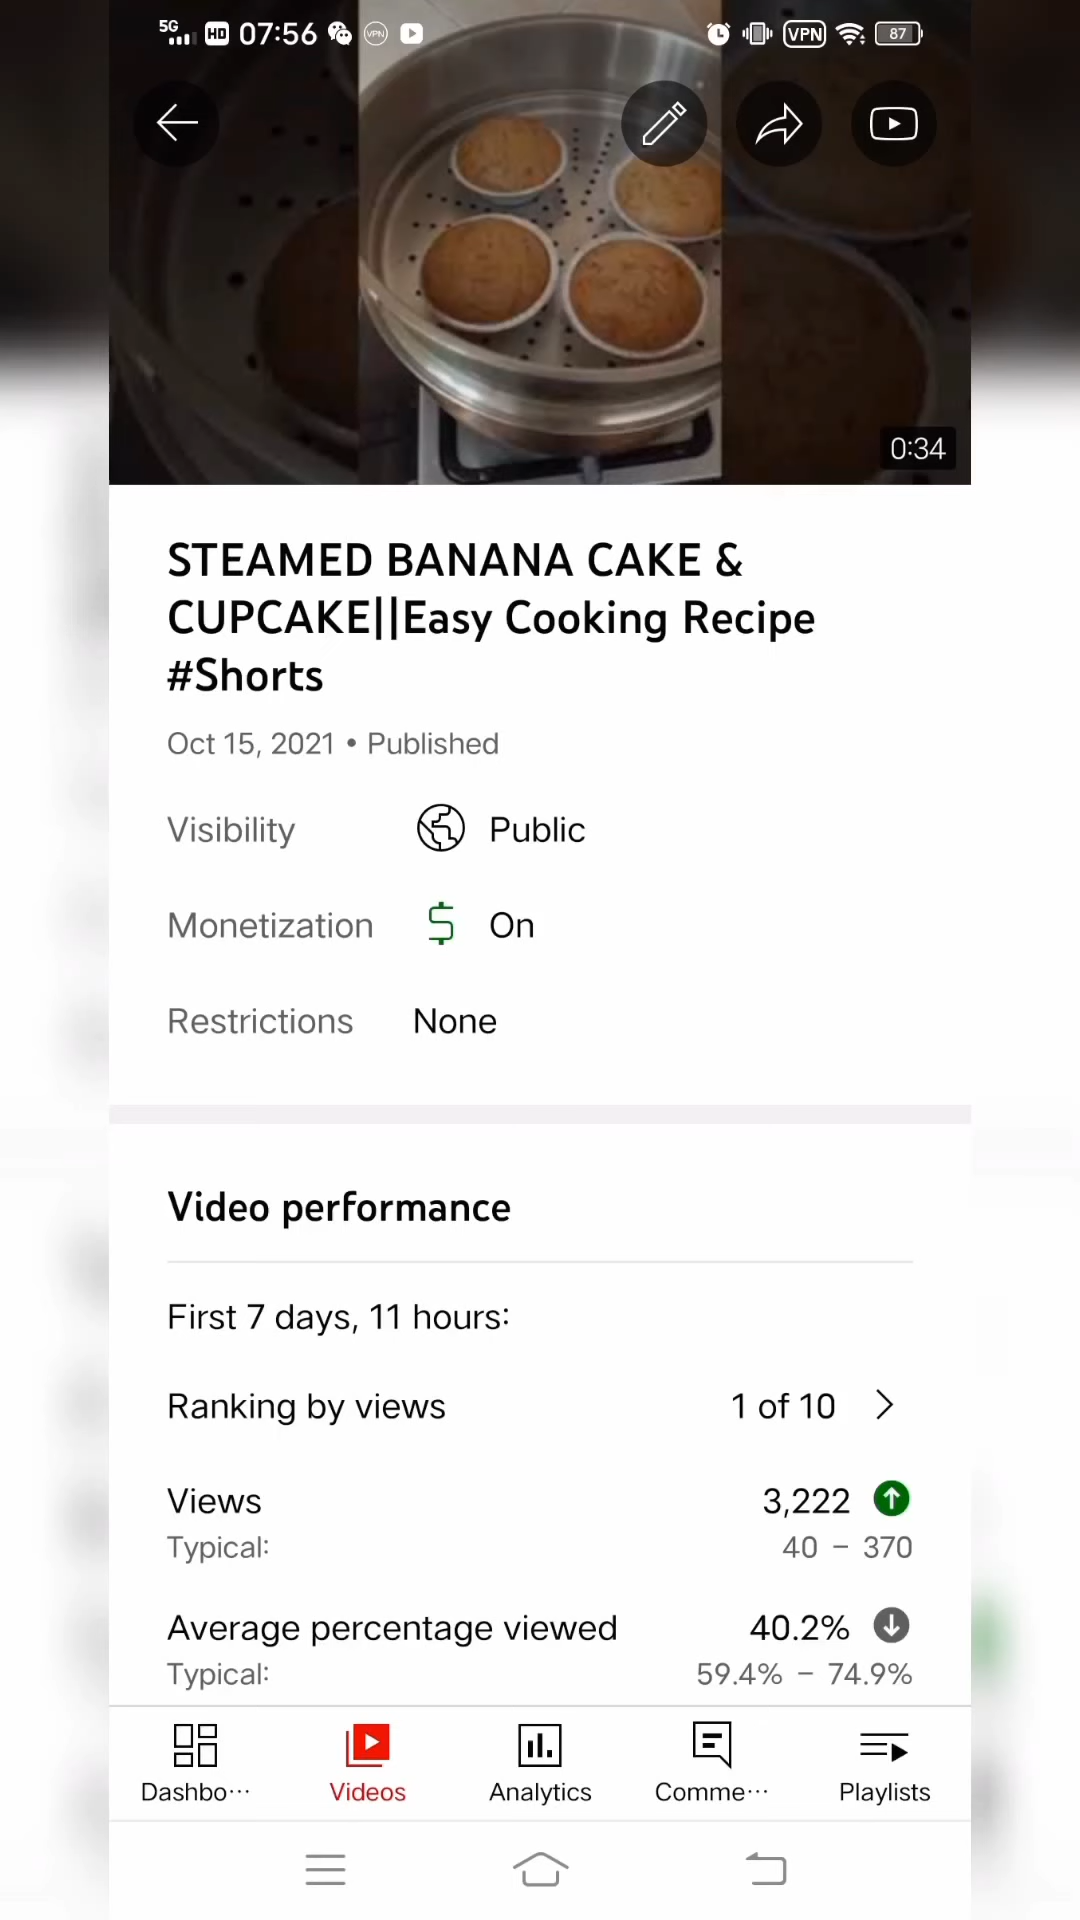 5G HD 07:56 VPN VPN 87
0:34
STEAMED BANANA CAKE &
CUPCAKE||Easy Cooking Recipe
#Shorts
Oct 15, 2021 • Published
Visibility Public
Monetization $ On
Restrictions None
Video performance
First 7 days, 11 hours:
Ranking by views 1 of 10
Views 3,222
Typical: 40 – 370
Average percentage viewed 40.2%
Typical: 59.4% – 74.9%
Dashbo··· Videos Analytics Comme··· Playlists